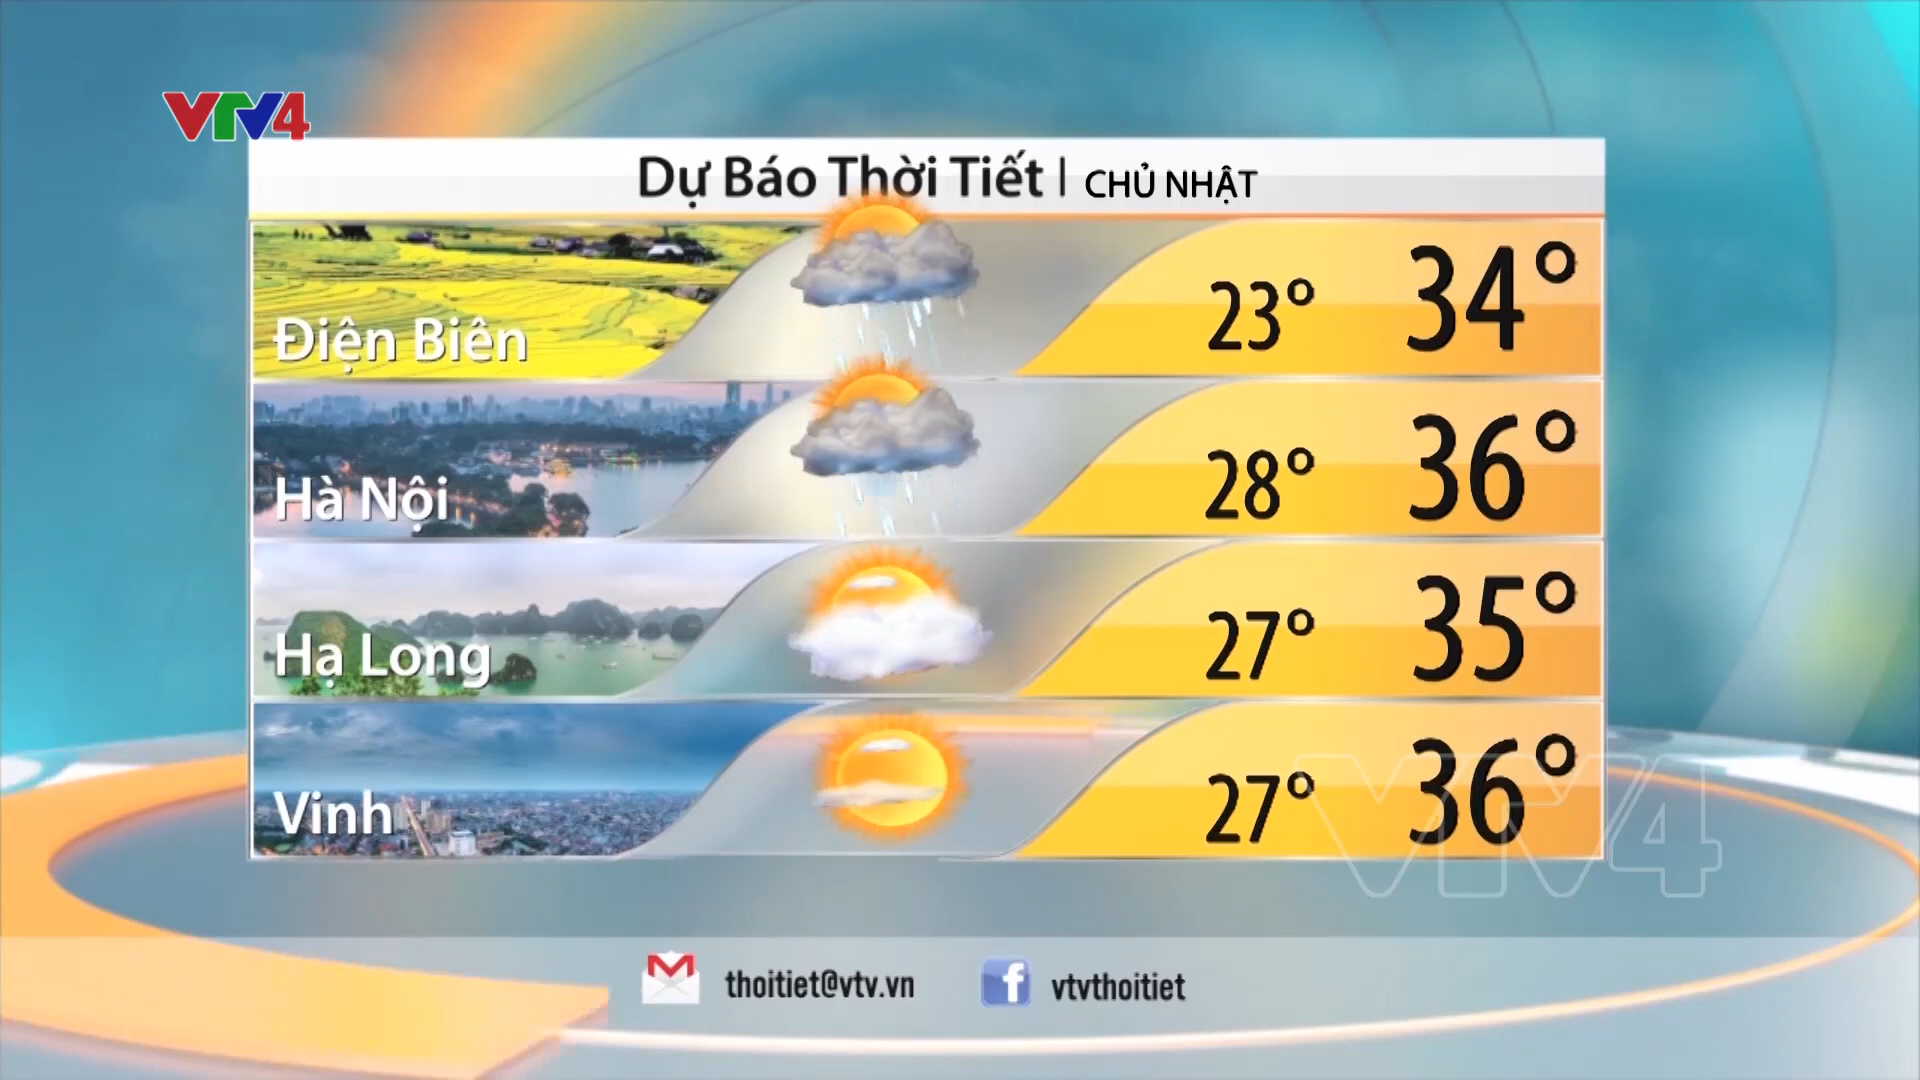 VTV4
Dự Báo Thời Tiết | CHỦ NHẬT
Điện Biên 23° 34°
Hà Nội 28° 36°
Hạ Long 27° 35°
Vinh 27° 36°
VTV4
thoitiet@vtv.vn vtvthoitiet